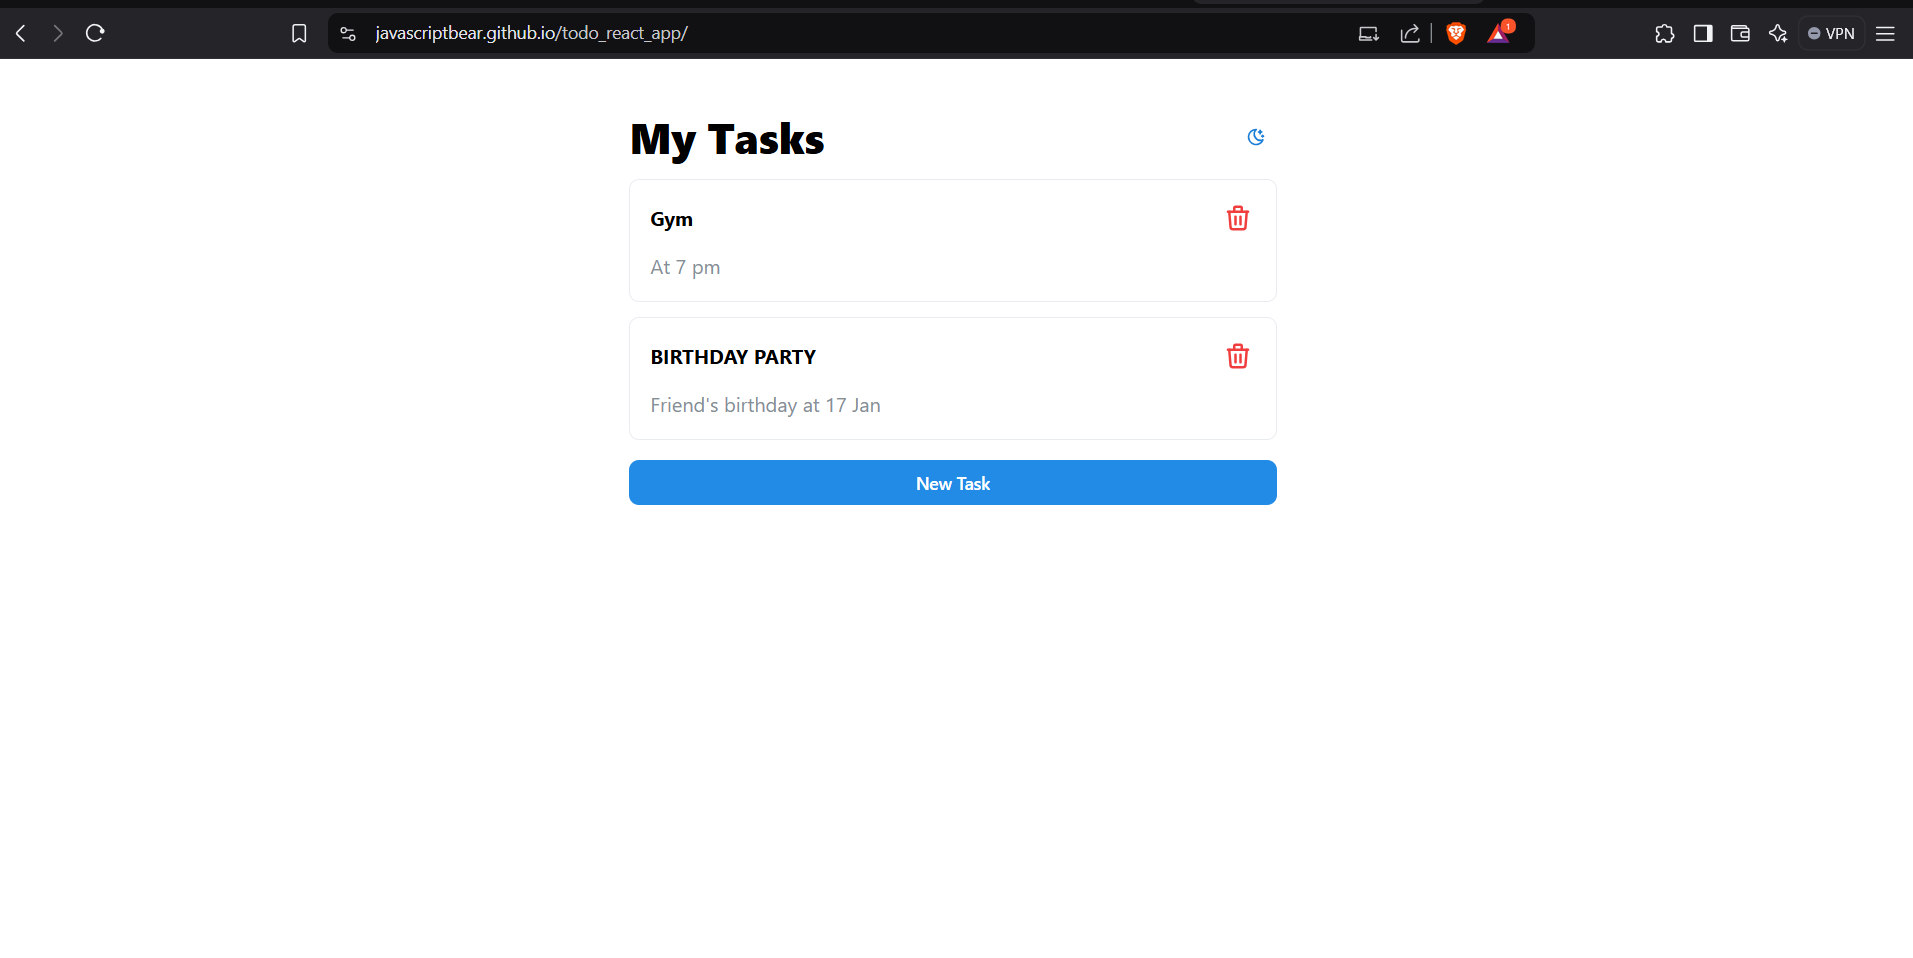 javascriptbear.github.io/todo_react_app/
1
VPN
My Tasks
Gym
At 7 pm
BIRTHDAY PARTY
Friend's birthday at 17 Jan
New Task